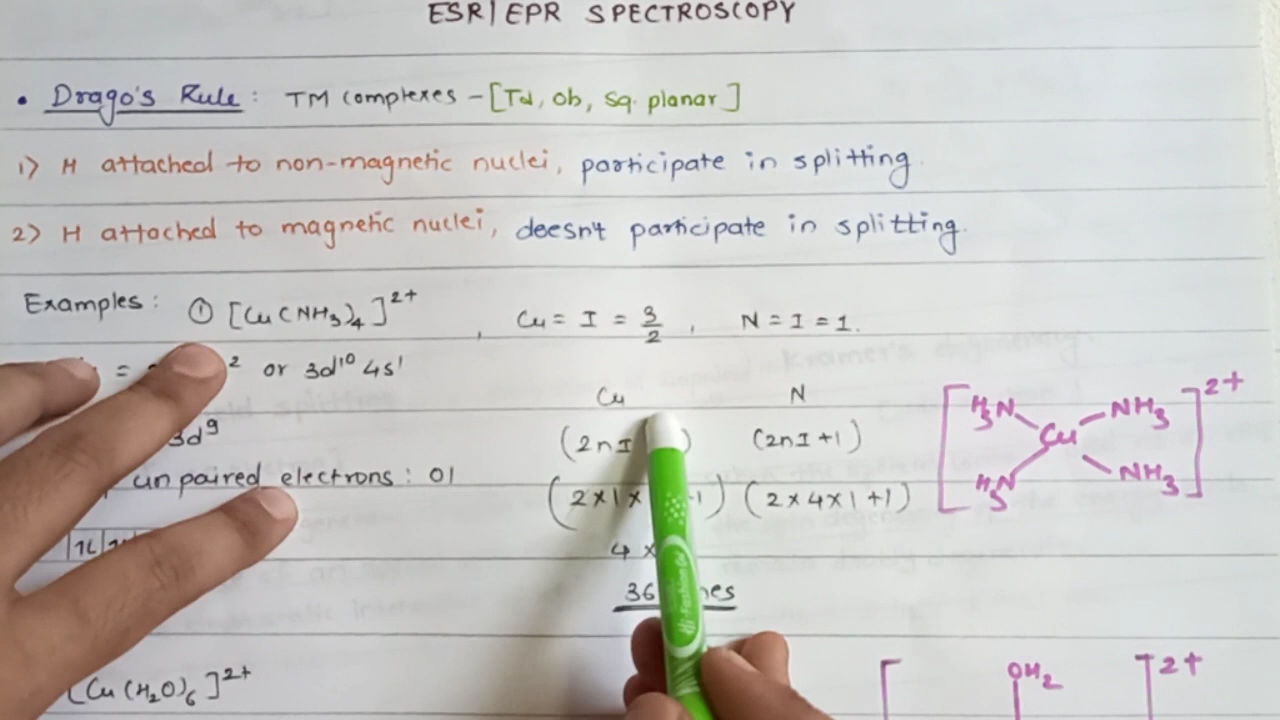 ESR/EPR SPECTROSCOPY
• Drago's Rule: TM complexes - [Td, Oh, Sq. planar]
1) H attached to non-magnetic nuclei, participate in splitting.
2) H attached to magnetic nuclei, deesn't participate in splitting.
Examples: ① [Cu(NH3)4]2+ , Cu = I = 3/2 , N = I = 1.
= 2 or 3d10 4s1
Cu N
3d9
(2nI ) (2nI+1)
unpaired electrons: 01
(2×1× 1) (2×4×1+1)
4×
36
[H3N NH3 Cu H3N NH3]2+
[Cu(H2O)6]2+
[OH2]2+